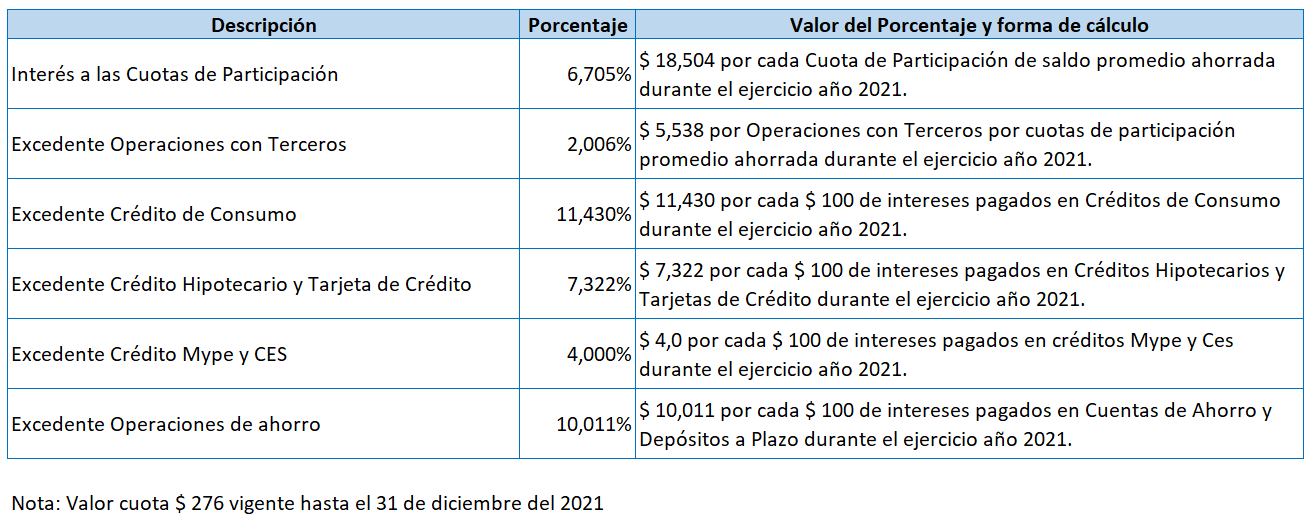 Descripción Porcentaje Valor del Porcentaje y forma de cálculo
Interés a las Cuotas de Participación 6,705% $ 18,504 por cada Cuota de Participación de saldo promedio ahorrada
durante el ejercicio año 2021.
Excedente Operaciones con Terceros 2,006% $ 5,538 por Operaciones con Terceros por cuotas de participación
promedio ahorrada durante el ejercicio año 2021.
Excedente Crédito de Consumo 11,430% $ 11,430 por cada $ 100 de intereses pagados en Créditos de Consumo
durante el ejercicio año 2021.
Excedente Crédito Hipotecario y Tarjeta de Crédito 7,322% $ 7,322 por cada $ 100 de intereses pagados en Créditos Hipotecarios y
Tarjetas de Crédito durante el ejercicio año 2021.
Excedente Crédito Mype y CES 4,000% $ 4,0 por cada $ 100 de intereses pagados en créditos Mype y Ces
durante el ejercicio año 2021.
Excedente Operaciones de ahorro 10,011% $ 10,011 por cada $ 100 de intereses pagados en Cuentas de Ahorro y
Depósitos a Plazo durante el ejercicio año 2021.
Nota: Valor cuota $ 276 vigente hasta el 31 de diciembre del 2021